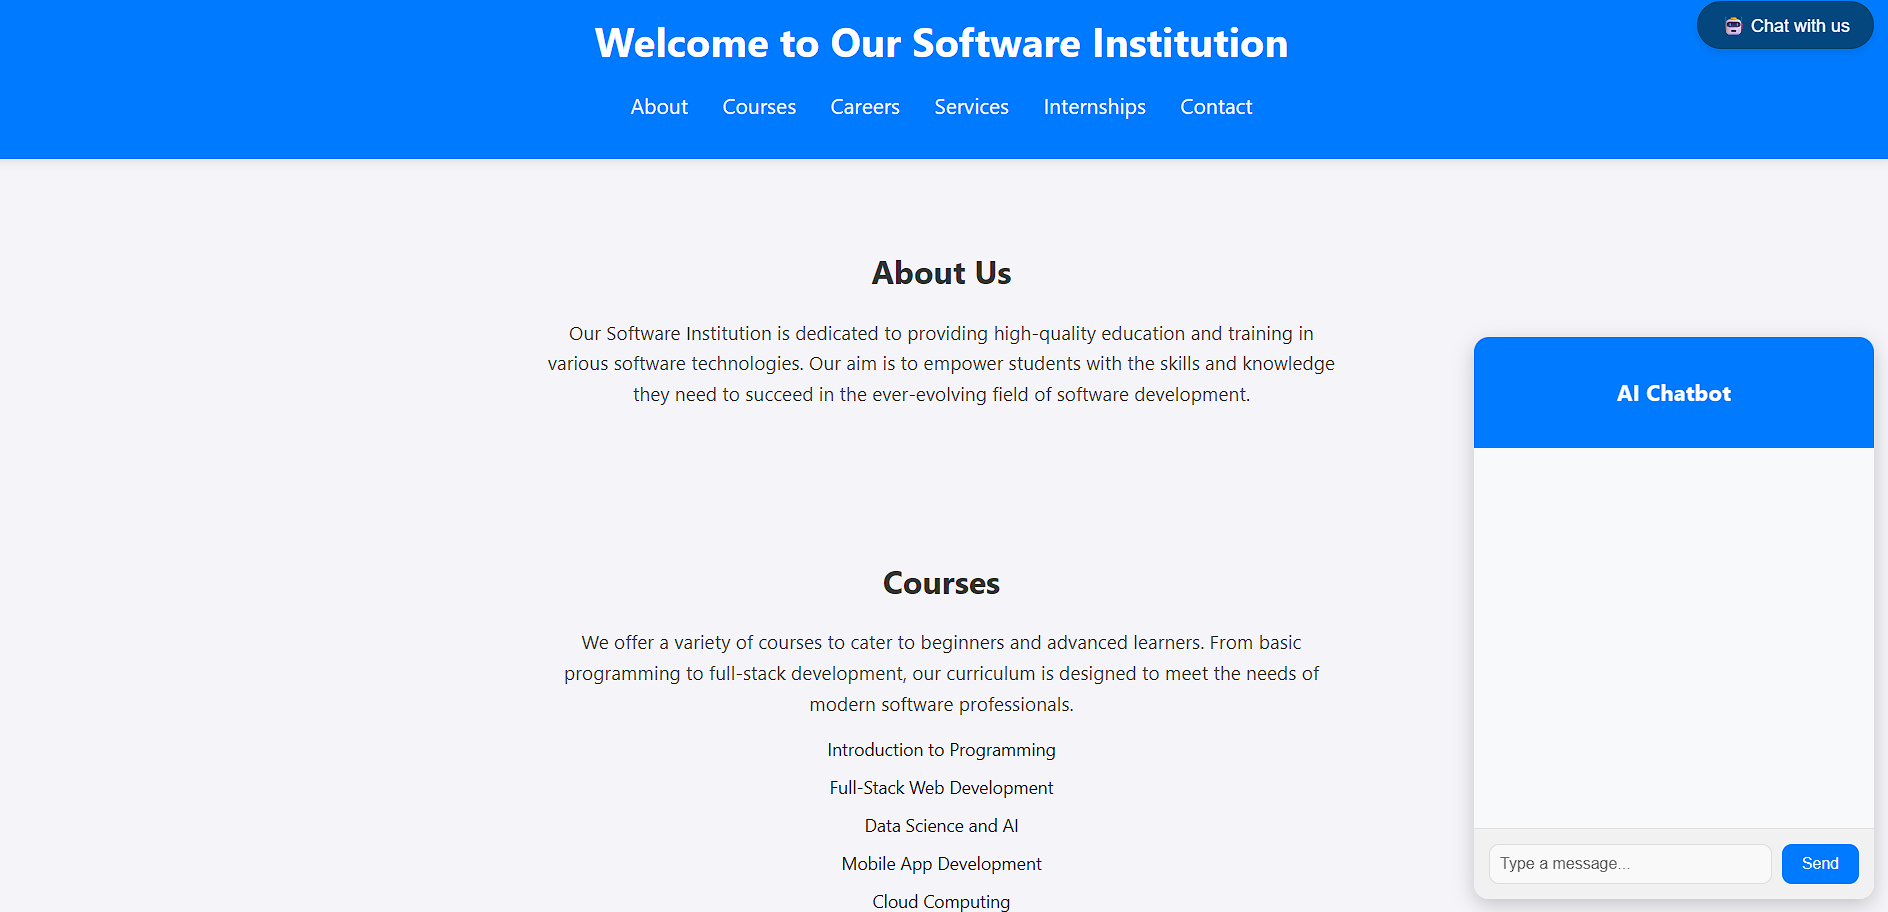 Welcome to Our Software Institution
Chat with us
About Courses Careers Services Internships Contact
About Us
Our Software Institution is dedicated to providing high-quality education and training in
various software technologies. Our aim is to empower students with the skills and knowledge
they need to succeed in the ever-evolving field of software development.
Courses
We offer a variety of courses to cater to beginners and advanced learners. From basic
programming to full-stack development, our curriculum is designed to meet the needs of
modern software professionals.
Introduction to Programming
Full-Stack Web Development
Data Science and AI
Mobile App Development
Cloud Computing
AI Chatbot
Type a message...
Send